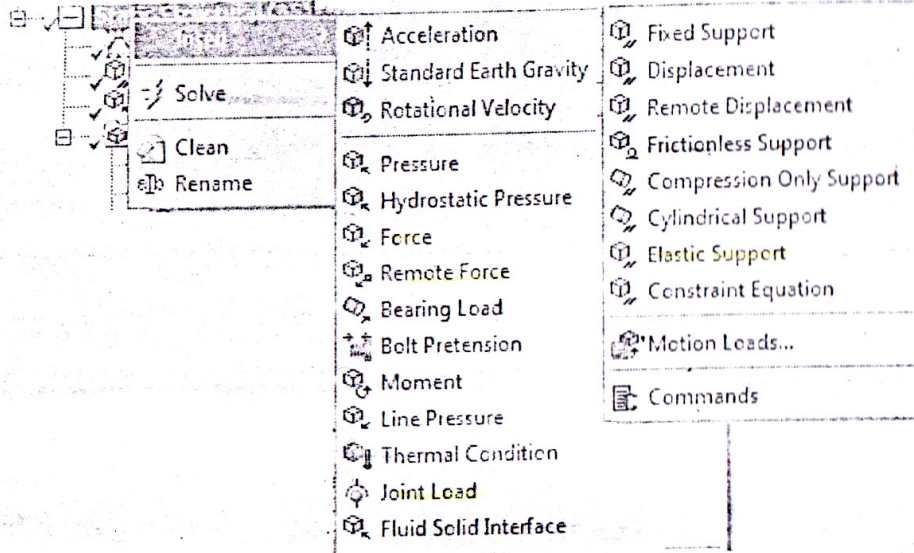 Insert
Solve
Clean
Rename
Acceleration
Standard Earth Gravity
Rotational Velocity
Pressure
Hydrostatic Pressure
Force
Remote Force
Bearing Load
Bolt Pretension
Moment
Line Pressure
Thermal Condition
Joint Load
Fluid Solid Interface
Fixed Support
Displacement
Remote Displacement
Frictionless Support
Compression Only Support
Cylindrical Support
Elastic Support
Constraint Equation
Motion Loads...
Commands